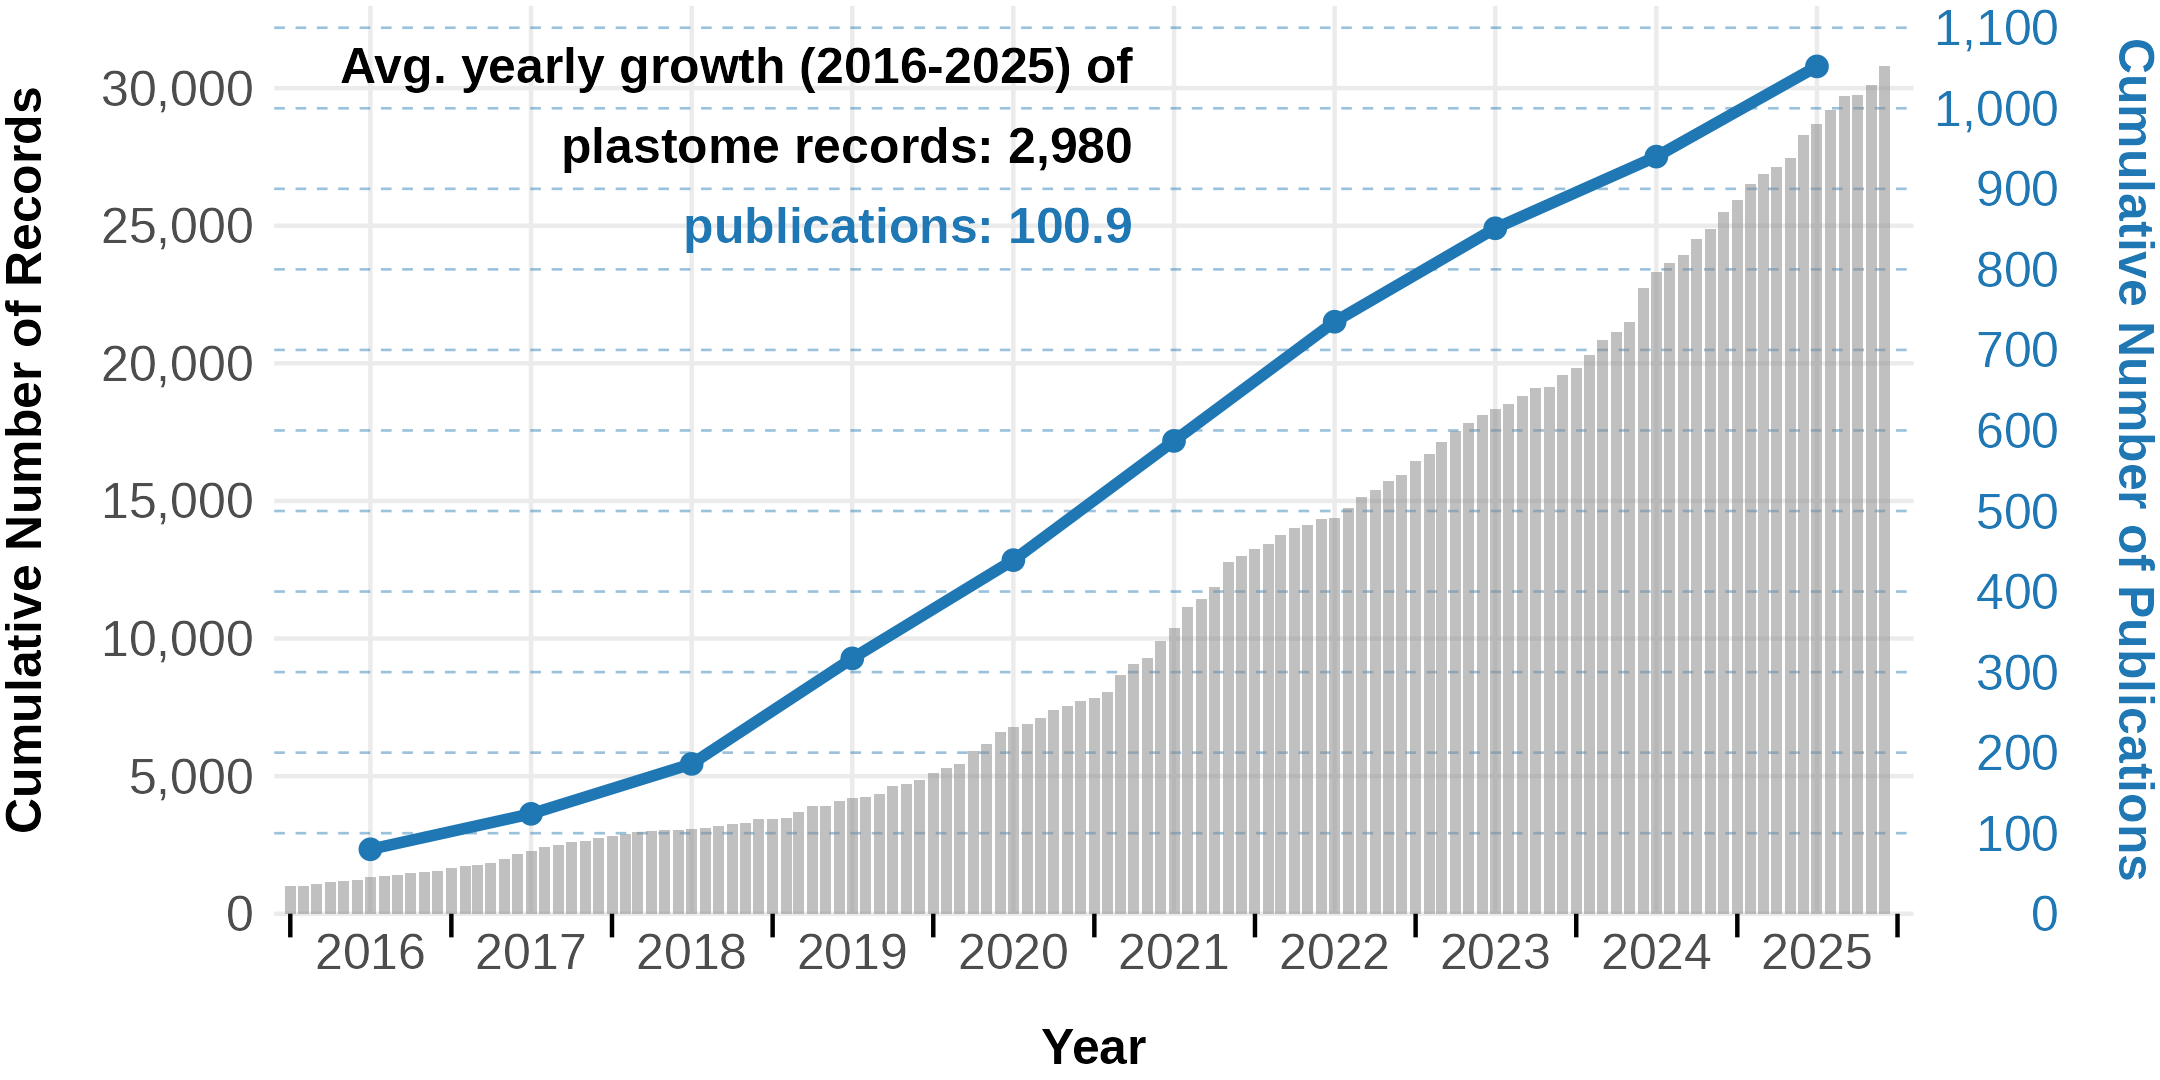 Avg. yearly growth (2016-2025) of
plastome records: 2,980
publications: 100.9
Cumulative Number of Records
30,000
25,000
20,000
15,000
10,000
5,000
0
1,100
1,000
900
800
700
600
500
400
300
200
100
0
Cumulative Number of Publications
2016 2017 2018 2019 2020 2021 2022 2023 2024 2025
Year